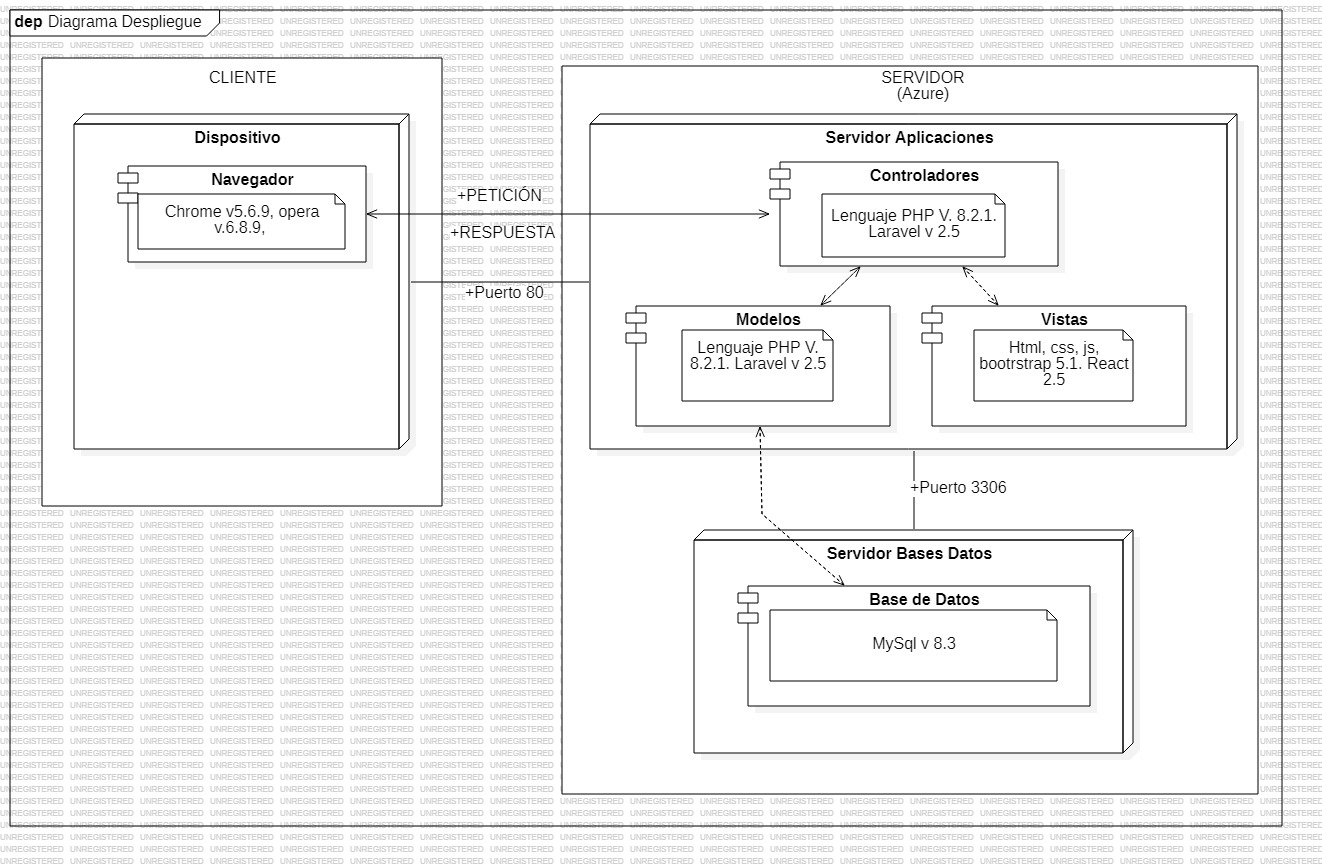 dep Diagrama Despliegue
CLIENTE
Dispositivo
Navegador
Chrome v5.6.9, opera
v.6.8.9,
+PETICIÓN
+RESPUESTA
+Puerto 80
SERVIDOR
(Azure)
Servidor Aplicaciones
Controladores
Lenguaje PHP V. 8.2.1.
Laravel v 2.5
Modelos
Lenguaje PHP V.
8.2.1. Laravel v 2.5
Vistas
Html, css, js,
bootrstrap 5.1. React
2.5
+Puerto 3306
Servidor Bases Datos
Base de Datos
MySql v 8.3
UNREGISTERED